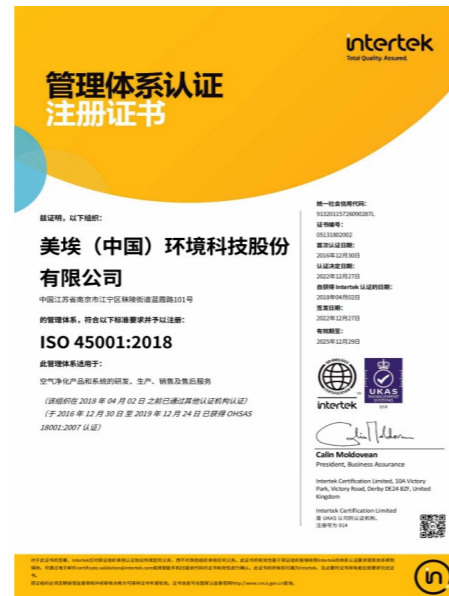 intertek
Total Quality. Assured.
管理体系认证
注册证书
兹证明，以下组织：
美埃（中国）环境科技股份
有限公司
中国江苏省南京市江宁区秣陵街道蓝霞路101号
的管理体系，符合以下标准要求并予以注册：
ISO 45001:2018
此管理体系适用于：
空气净化产品和系统的研发、生产、销售及售后服务
（该组织在 2018 年 04 月 02 日 之前已通过其他认证机构认证）
（于 2016 年 12 月 30 日 至 2019 年 12 月 24 日 已获得 OHSAS
18001:2007 认证）
统一社会信用代码：
91320115726090287L
证书编号：
05131802002
首次认证日期：
2016年12月30日
认证决定日期：
2022年12月27日
自获得 Intertek 认证的日期：
2018年04月02日
签发日期：
2022年12月27日
有效期至：
2025年12月29日
intertek
UKAS
MANAGEMENT
SYSTEMS
014
Calin Moldovean
President, Business Assurance
Intertek Certification Limited, 10A Victory
Park, Victory Road, Derby DE24 8ZF, United
Kingdom
Intertek Certification Limited
是 UKAS 认可的认证机构，
注册号为 014